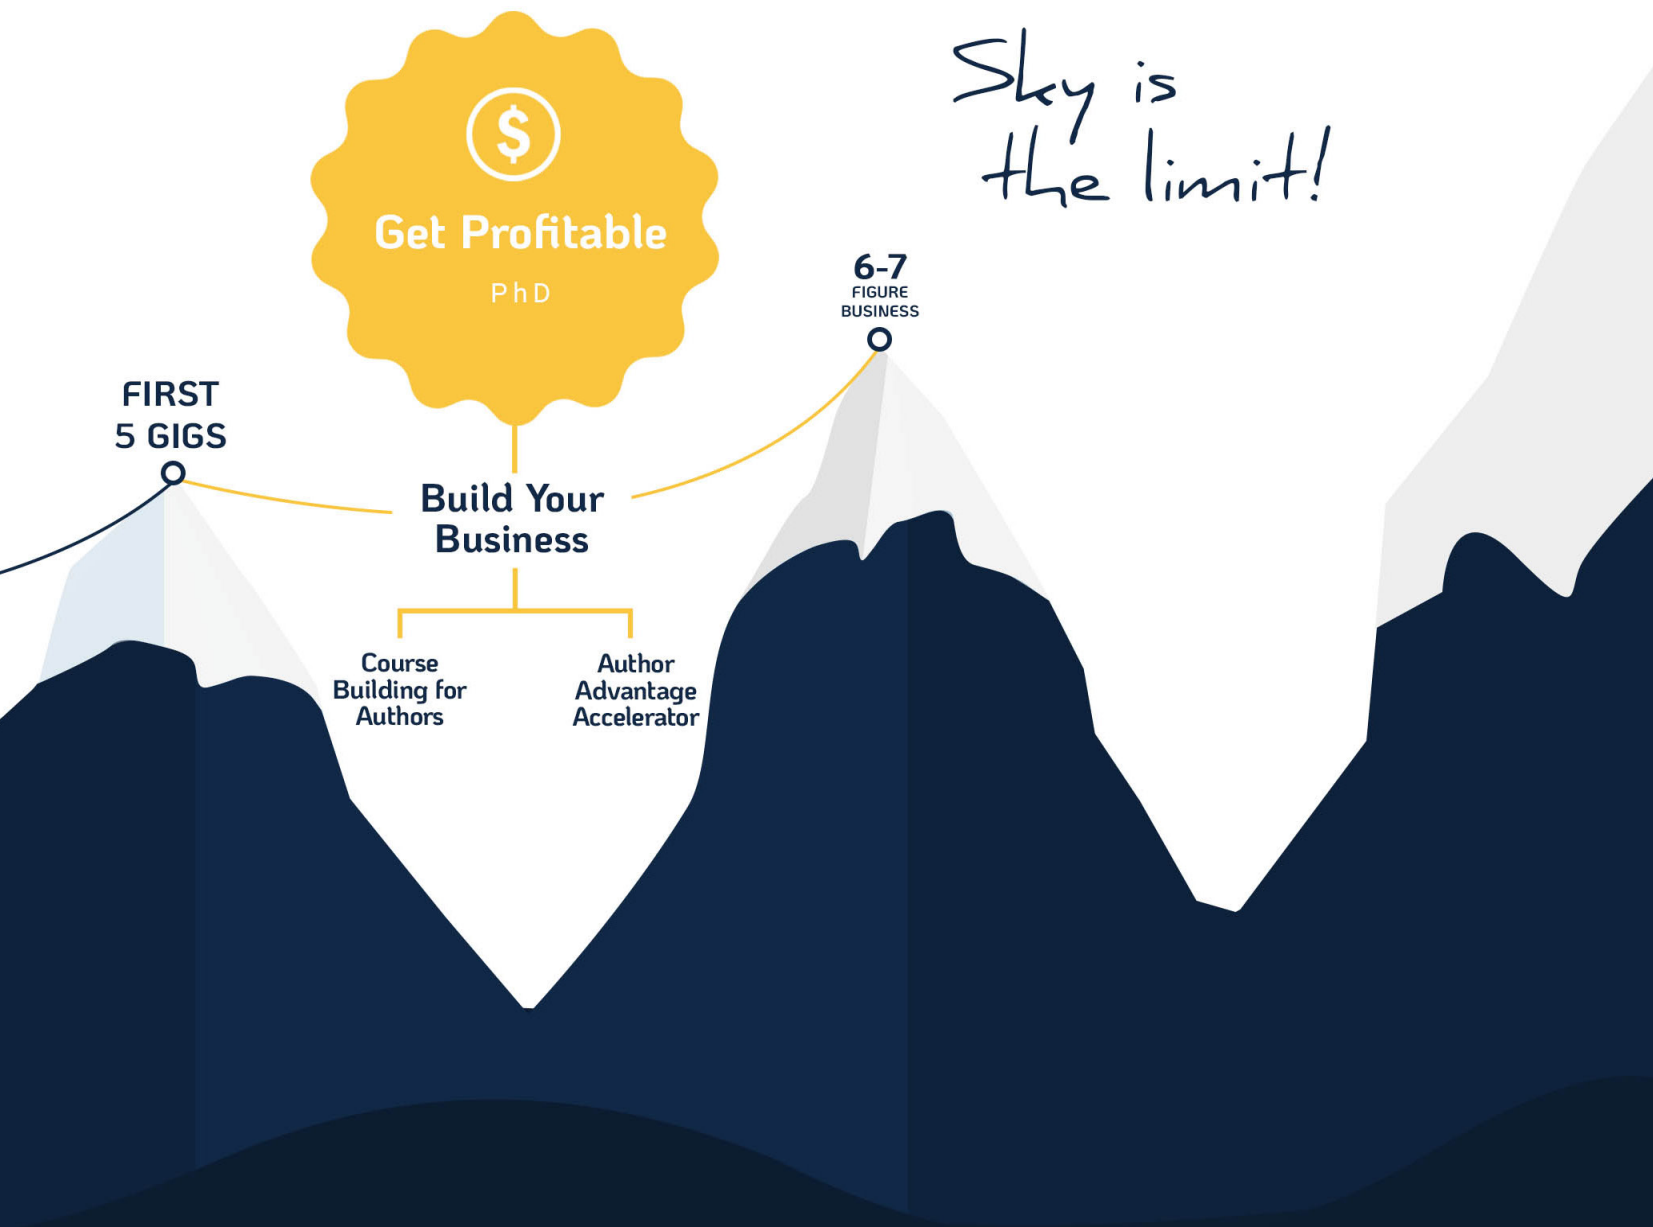 Sky is
the limit!
$
Get Profitable
PhD
6-7
FIGURE
BUSINESS
FIRST
5 GIGS
Build Your
Business
Course
Building for
Authors
Author
Advantage
Accelerator